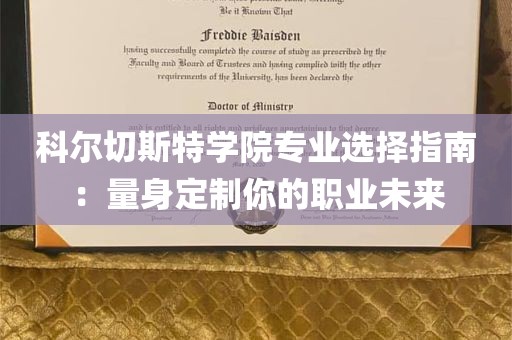 Be it Known That
Freddie Baisden
having successfully completed the course of study as prescribed by the
Faculty and Board of Trustees and having complied with the other
requirements of the University, has been declared the
Doctor of Ministry
科尔切斯特学院专业选择指南
：量身定制你的职业未来